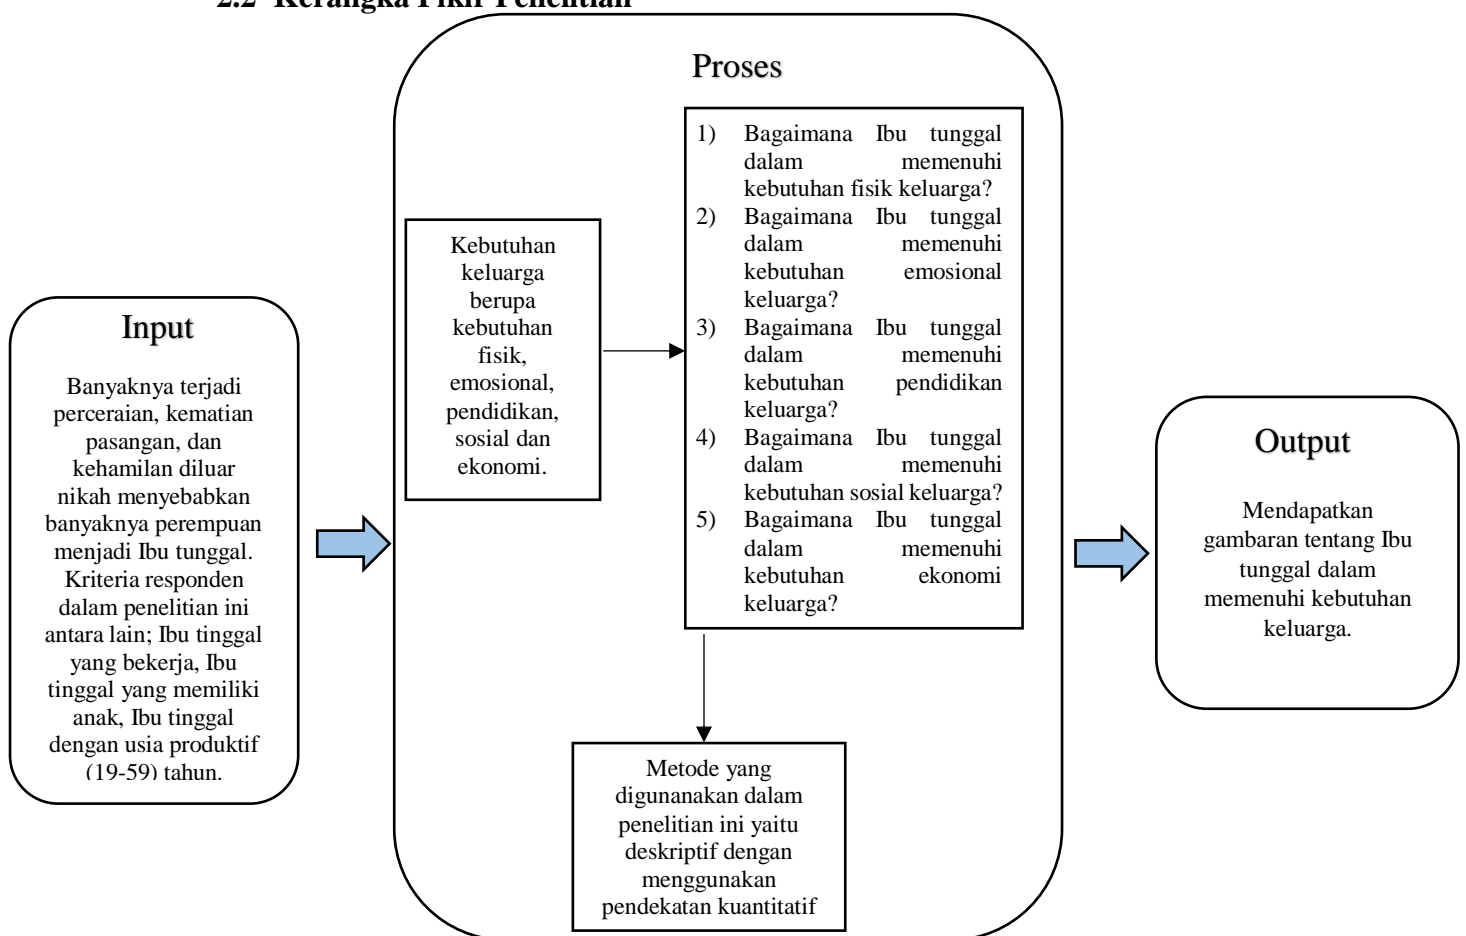 2.2 Kerangka Pikir Penelitian
Input
Banyaknya terjadi
perceraian, kematian
pasangan, dan
kehamilan diluar
nikah menyebabkan
banyaknya perempuan
menjadi Ibu tunggal.
Kriteria responden
dalam penelitian ini
antara lain; Ibu tinggal
yang bekerja, Ibu
tinggal yang memiliki
anak, Ibu tinggal
dengan usia produktif
(19-59) tahun.
Proses
Kebutuhan
keluarga
berupa
kebutuhan
fisik,
emosional,
pendidikan,
sosial dan
ekonomi.
1) Bagaimana Ibu tunggal
dalam memenuhi
kebutuhan fisik keluarga?
2) Bagaimana Ibu tunggal
dalam memenuhi
kebutuhan emosional
keluarga?
3) Bagaimana Ibu tunggal
dalam memenuhi
kebutuhan pendidikan
keluarga?
4) Bagaimana Ibu tunggal
dalam memenuhi
kebutuhan sosial keluarga?
5) Bagaimana Ibu tunggal
dalam memenuhi
kebutuhan ekonomi
keluarga?
Metode yang
digunanakan dalam
penelitian ini yaitu
deskriptif dengan
menggunakan
pendekatan kuantitatif
Output
Mendapatkan
gambaran tentang Ibu
tunggal dalam
memenuhi kebutuhan
keluarga.